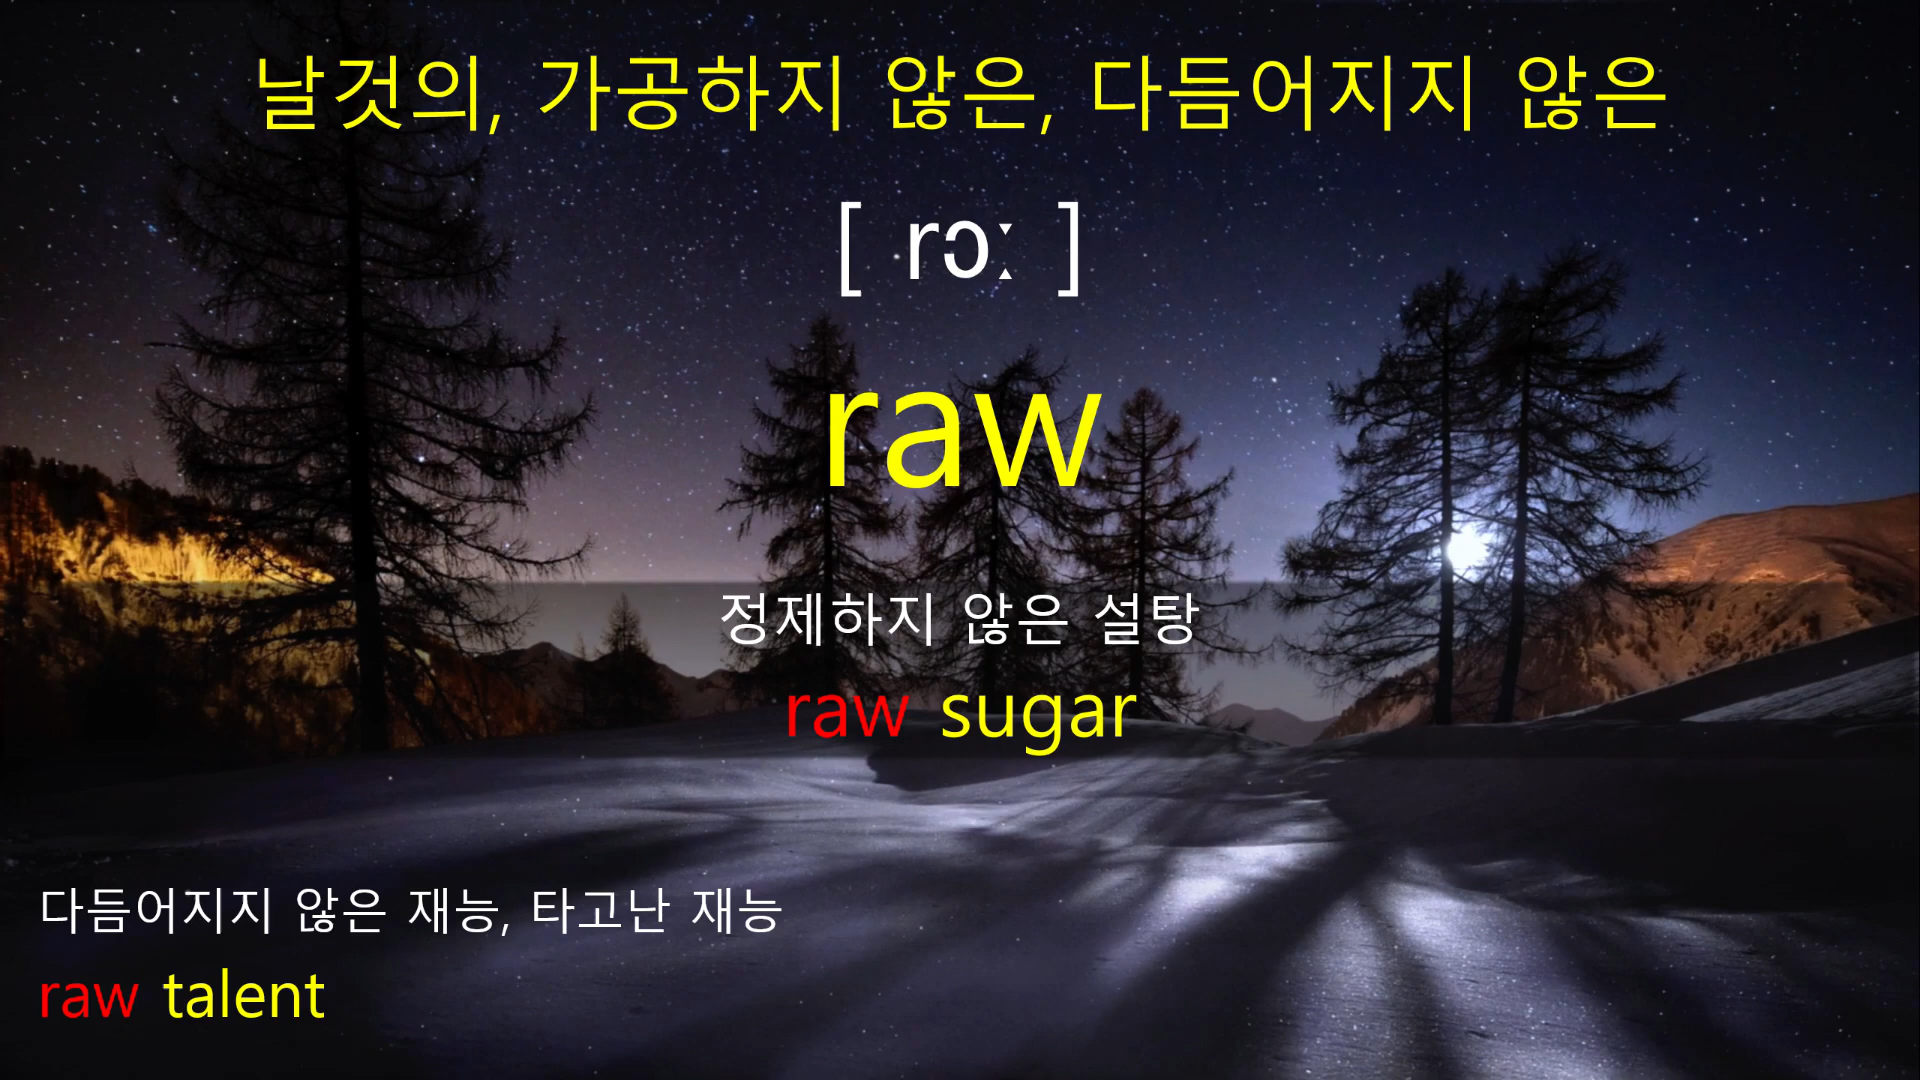 날것의, 가공하지 않은, 다듬어지지 않은
[ rɔː ]
raw
정제하지 않은 설탕
raw sugar
다듬어지지 않은 재능, 타고난 재능
raw talent